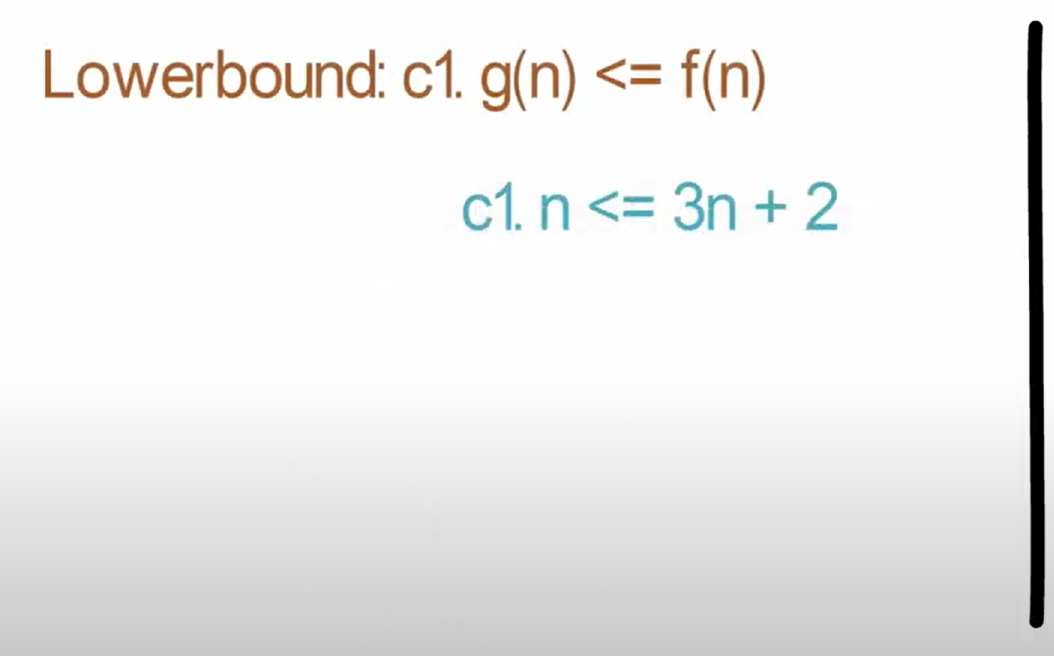 Lowerbound: c1. g(n) <= f(n)
c1. n <= 3n + 2